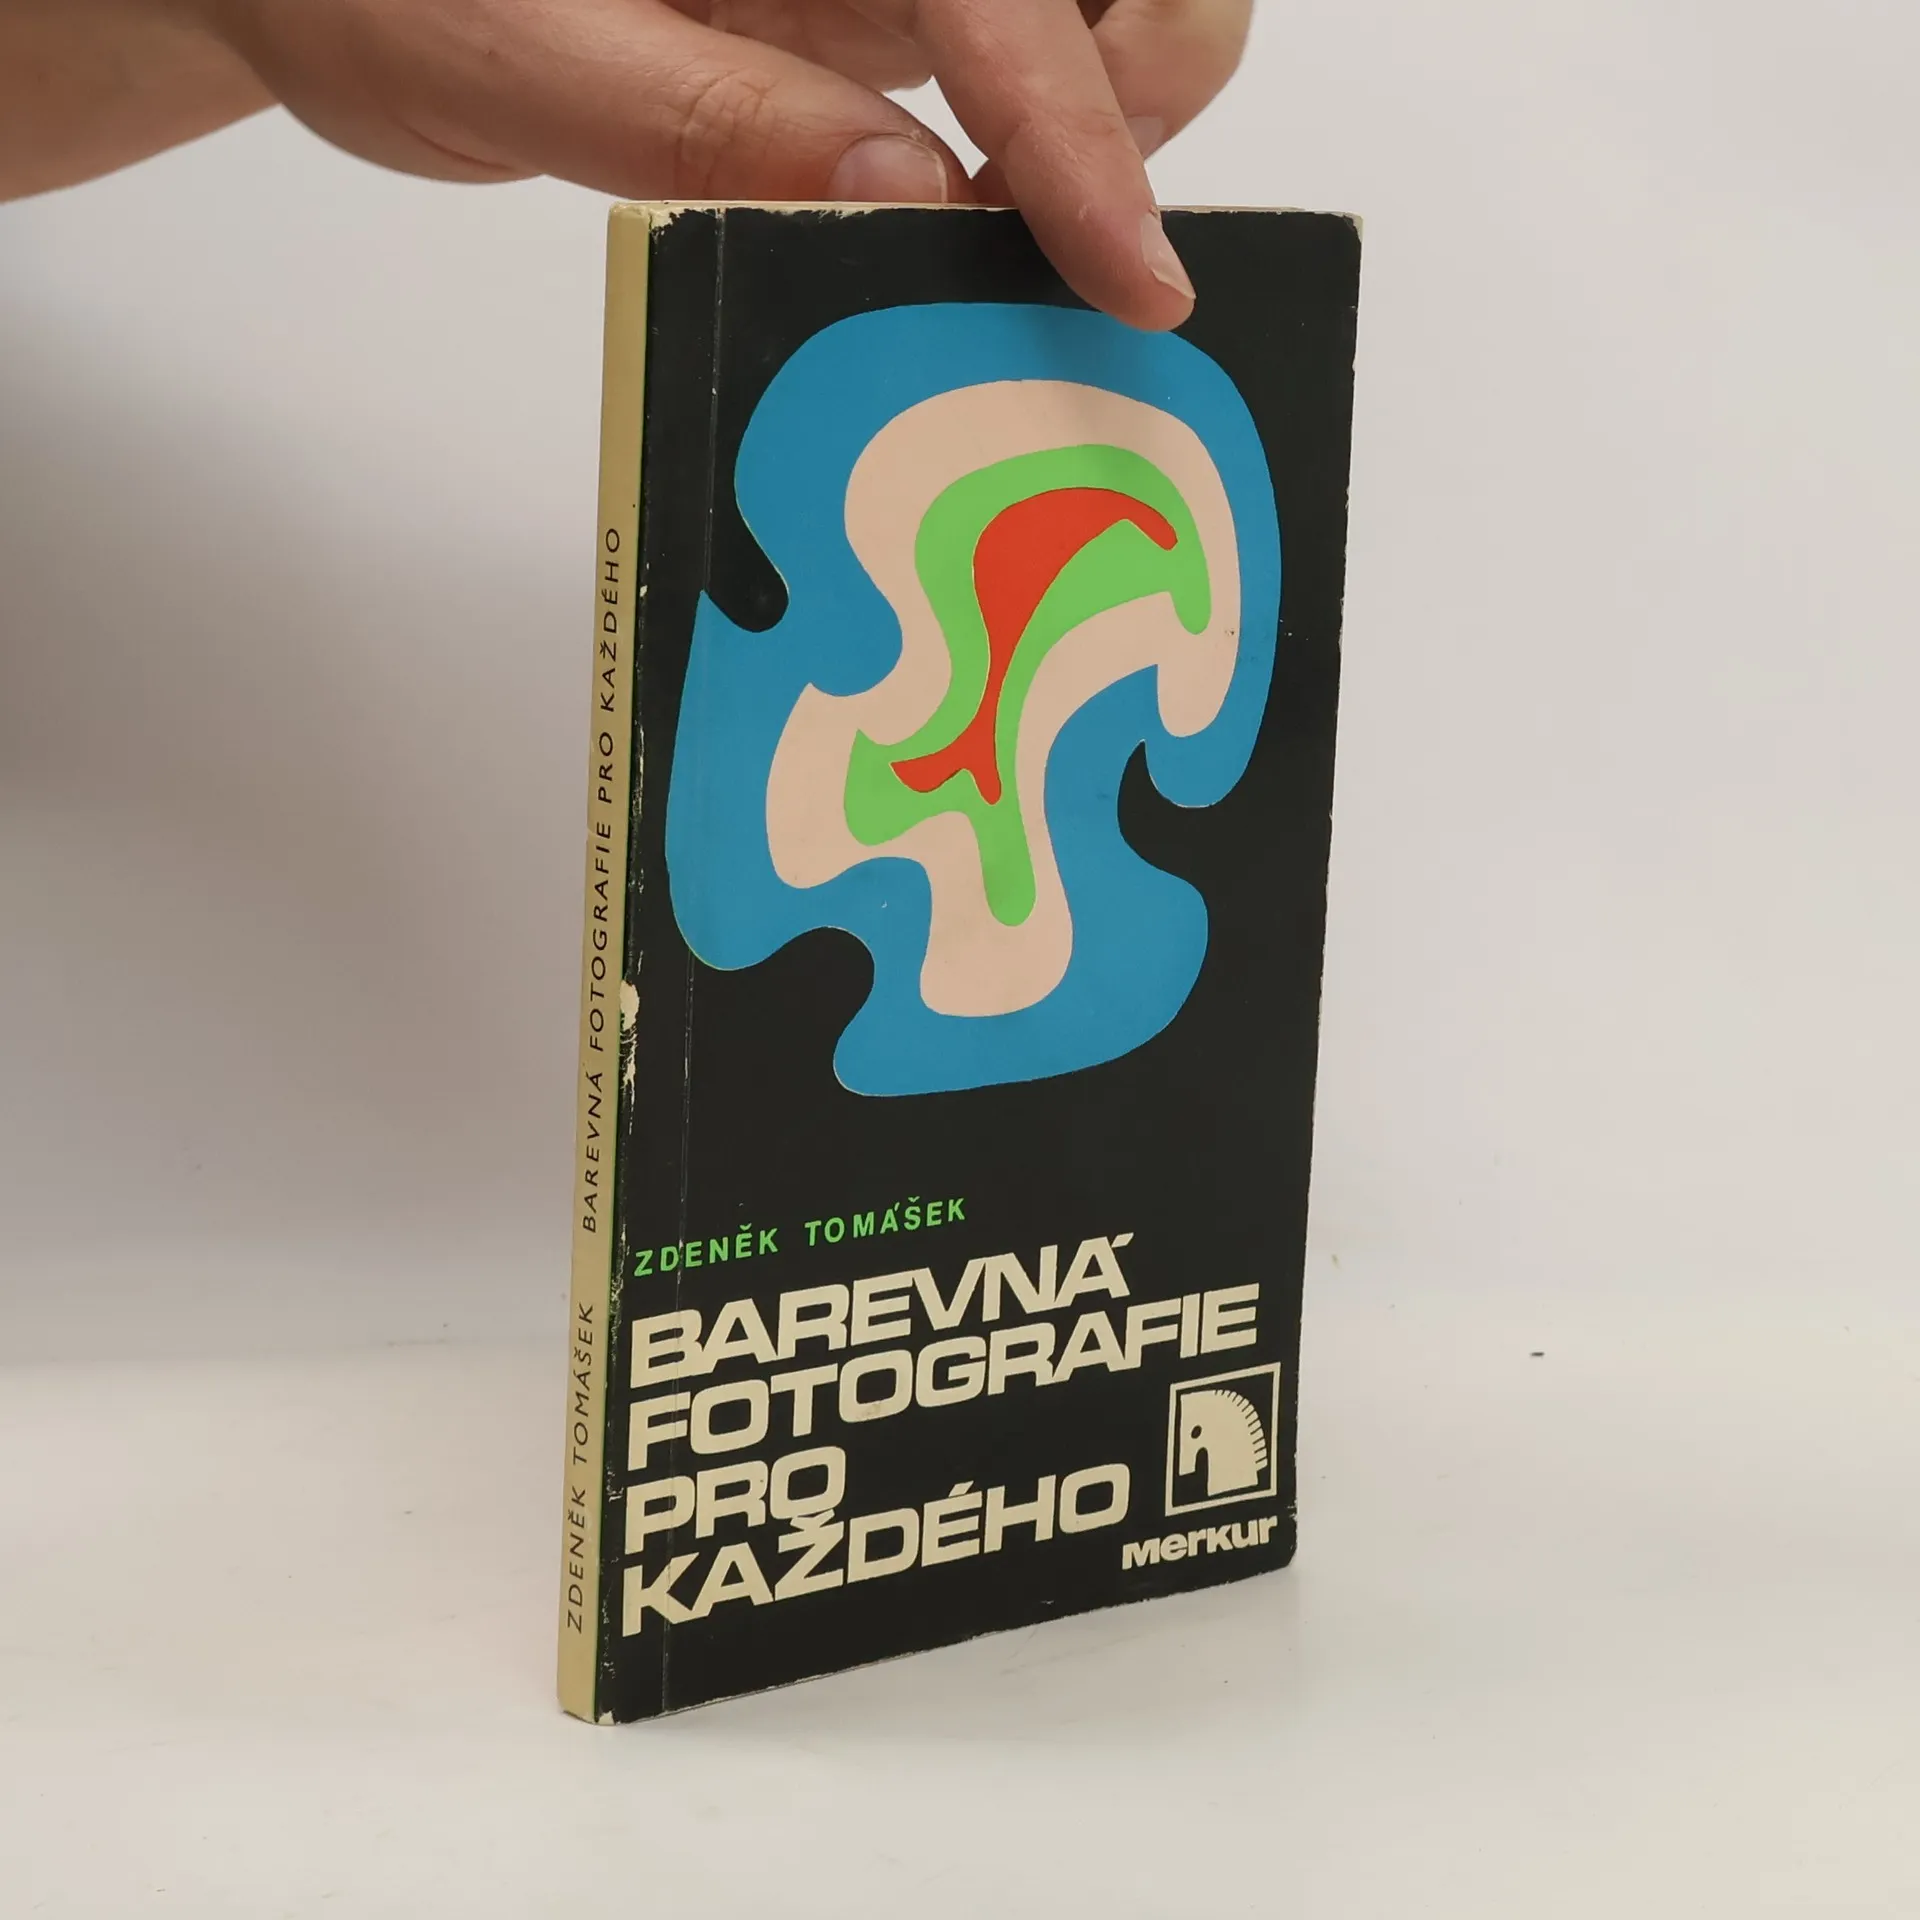 ZDENĚK TOMÁŠEK BAREVNÁ FOTOGRAFIE PRO KAŽDÉHO
ZDENĚK TOMÁŠEK
BAREVNÁ
FOTOGRAFIE
PRO
KAŽDÉHO
merkur